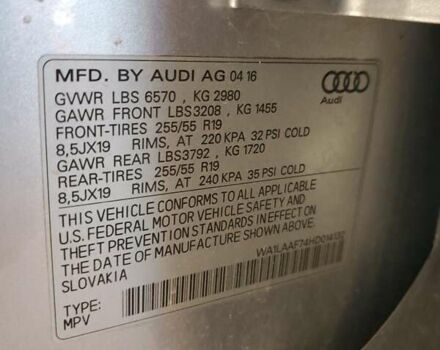 MFD. BY AUDI AG 04 16
Audi
GVWR LBS 6570 , KG 2980
GAWR FRONT LBS3208 , KG 1455
FRONT-TIRES 255/55 R19
8,5JX19 RIMS, AT 220 KPA 32 PSI COLD
GAWR REAR LBS3792 , KG 1720
REAR-TIRES 255/55 R19
8,5JX19 RIMS, AT 240 KPA 35 PSI COLD
THIS VEHICLE CONFORMS TO ALL APPLICABLE
U.S. FEDERAL MOTOR VEHICLE SAFETY AND
THEFT PREVENTION STANDARDS IN EFFECT ON
THE DATE OF MANUFACTURE SHOWN ABOVE.
SLOVAKIA
WA1LAAF74HD014132
TYPE:
MPV